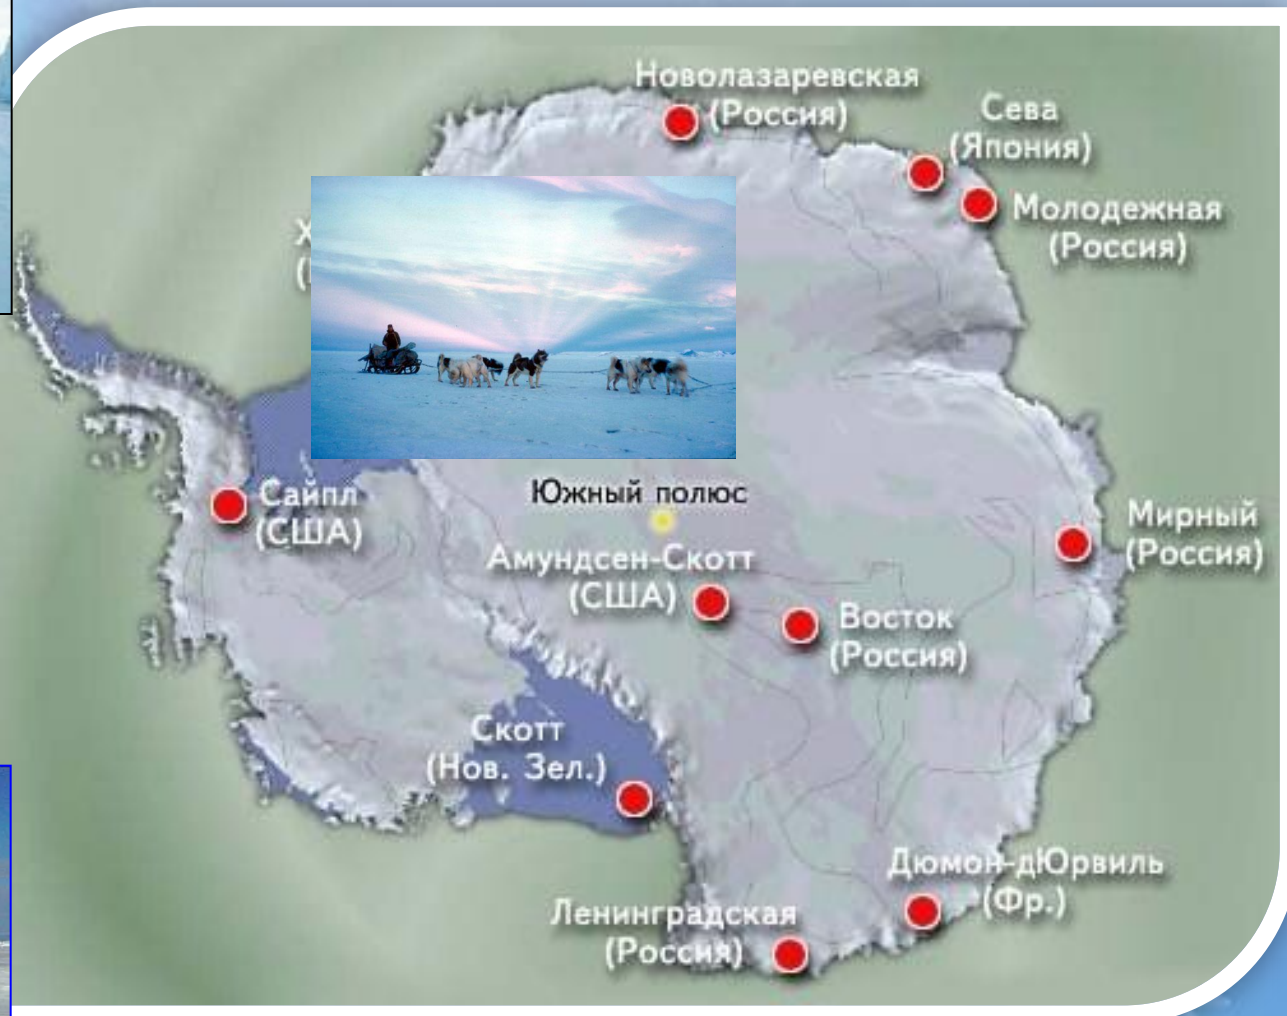 Новолазаревская
(Россия)
Сева
(Япония)
Молодежная
(Россия)
Х
(
Сайпл
(США)
Южный полюс
Амундсен-Скотт
(США)
Мирный
(Россия)
Восток
(Россия)
Скотт
(Нов. Зел.)
Дюмон-дЮрвиль
(Фр.)
Ленинградская
(Россия)